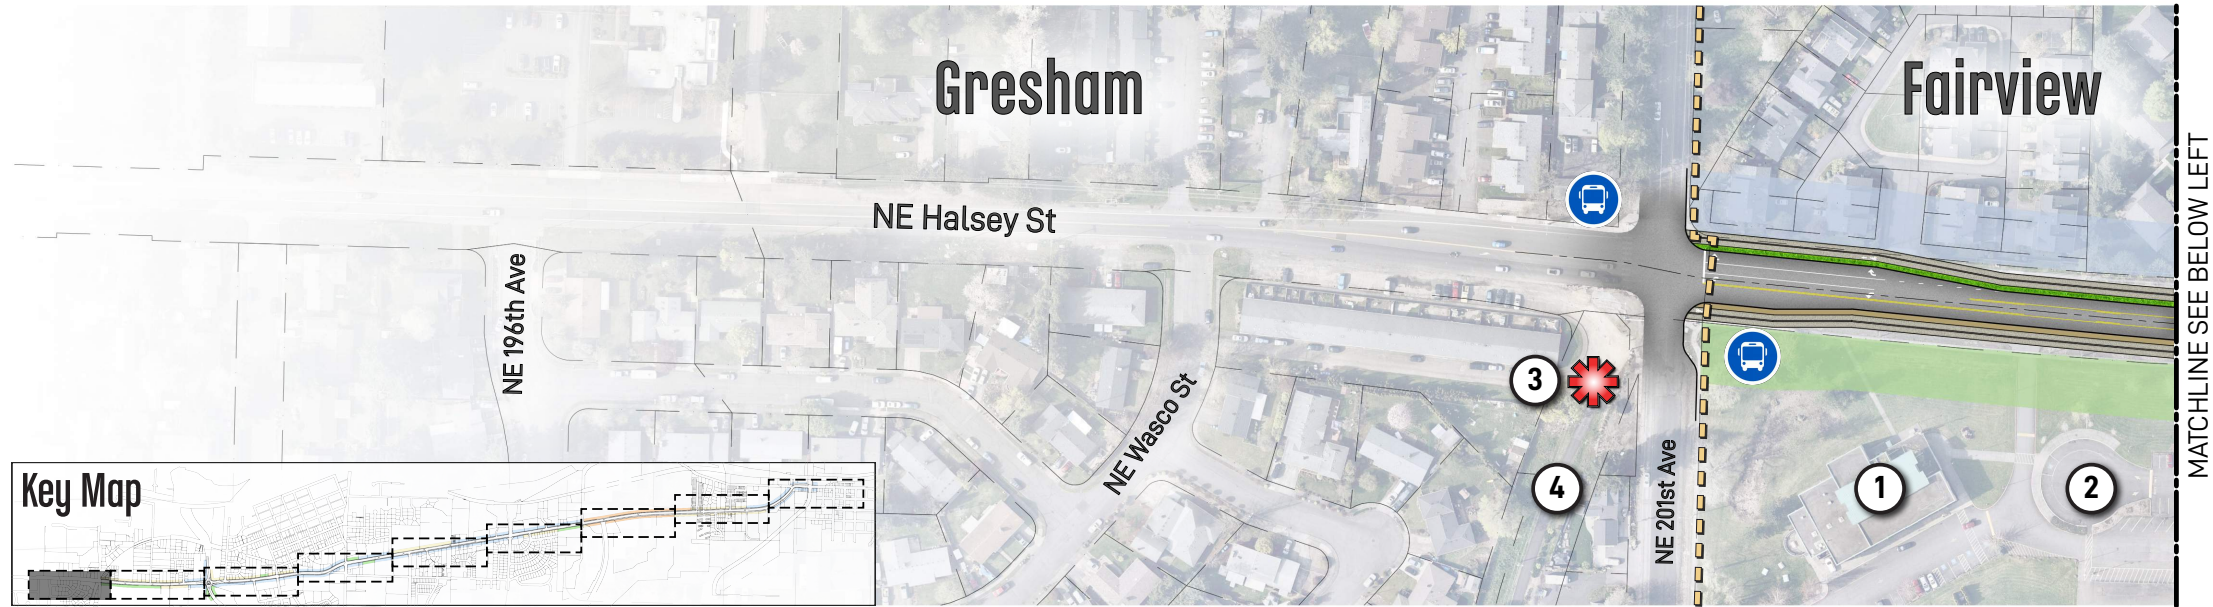 Gresham
Fairview
NE Halsey St
NE 196th Ave
NE Wasco St
NE 201st Ave
3
4
1
2
MATCHLINE SEE BELOW LEFT
Key Map